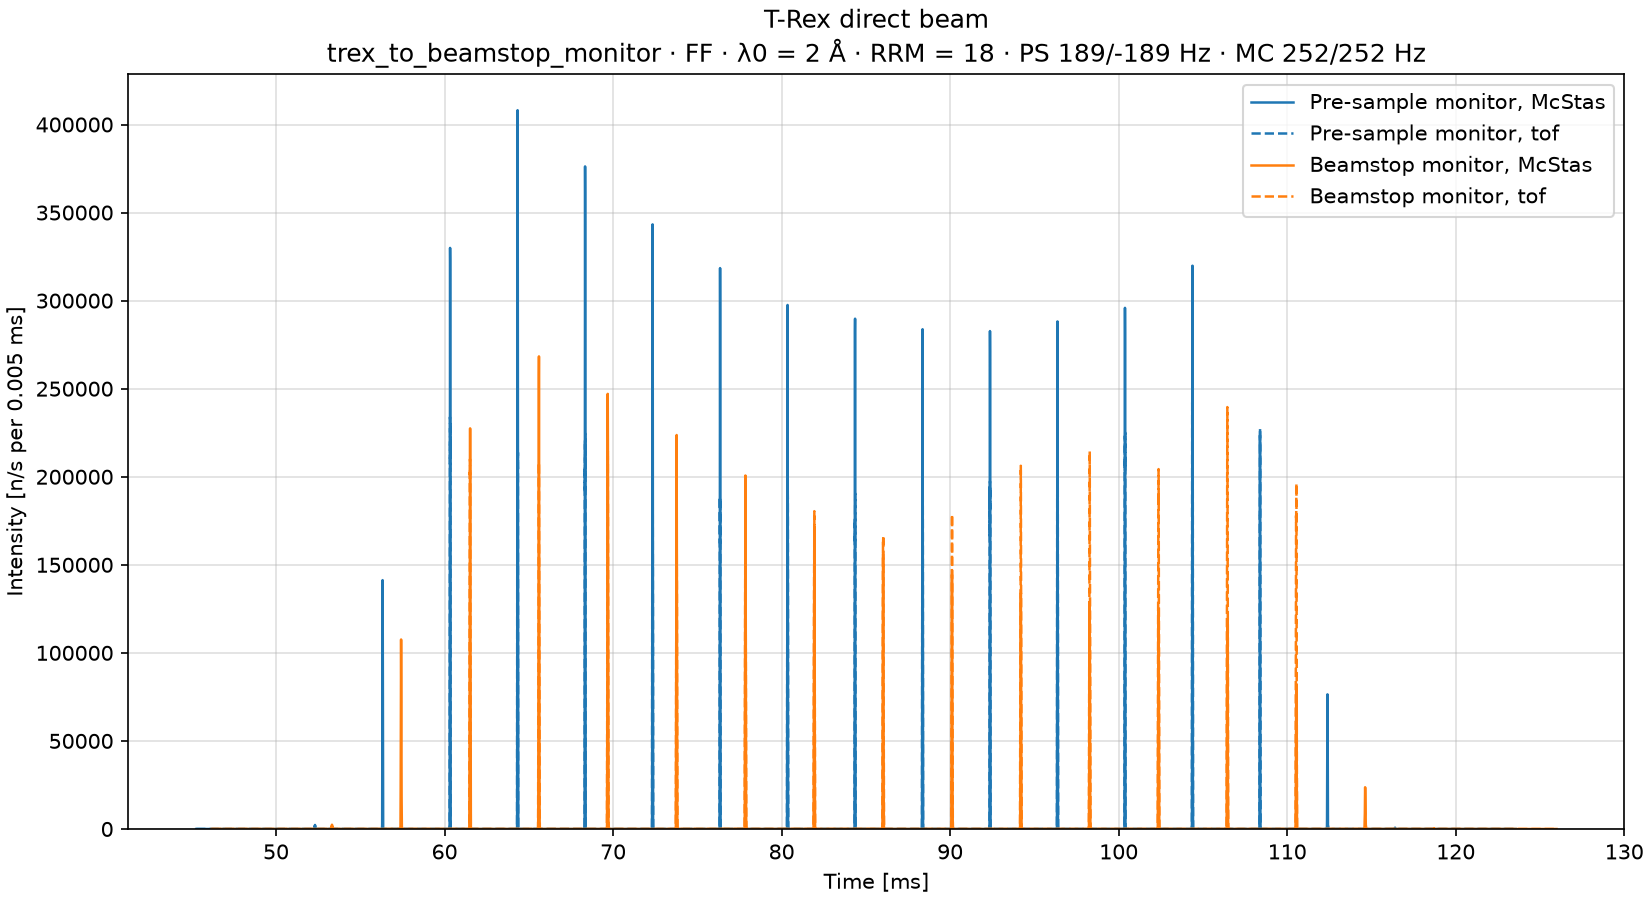 T-Rex direct beam
trex_to_beamstop_monitor · FF · λ0 = 2 Å · RRM = 18 · PS 189/-189 Hz · MC 252/252 Hz
Pre-sample monitor, McStas
Pre-sample monitor, tof
Beamstop monitor, McStas
Beamstop monitor, tof
Intensity [n/s per 0.005 ms]
400000
350000
300000
250000
200000
150000
100000
50000
0
50 60 70 80 90 100 110 120 130
Time [ms]